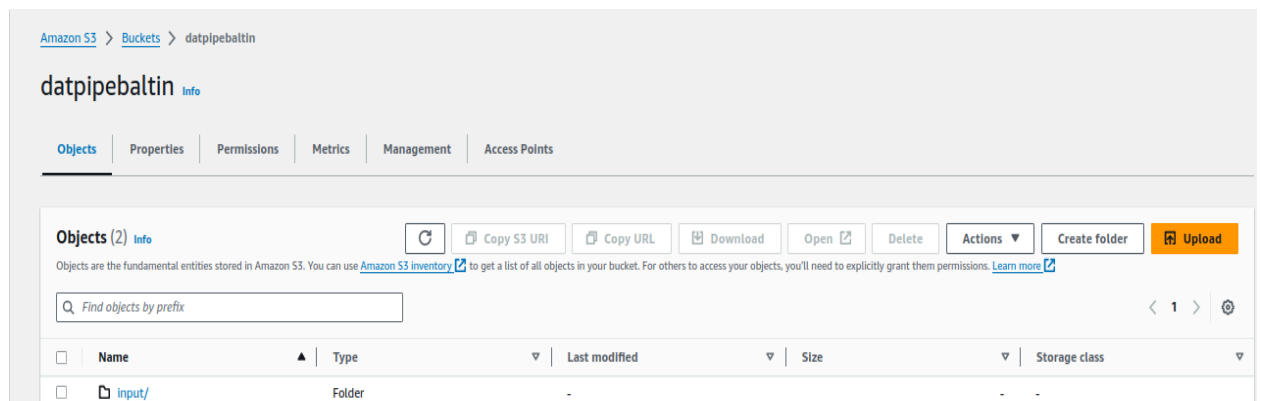 Amazon S3 > Buckets > datpipebaltin
datpipebaltin Info
Objects Properties Permissions Metrics Management Access Points
Objects (2) Info Copy S3 URI Copy URL Download Open Delete Actions Create folder Upload
Objects are the fundamental entities stored in Amazon S3. You can use Amazon S3 inventory to get a list of all objects in your bucket. For others to access your objects, you'll need to explicitly grant them permissions. Learn more
Find objects by prefix < 1 >
Name Type Last modified Size Storage class
input/ Folder - - -